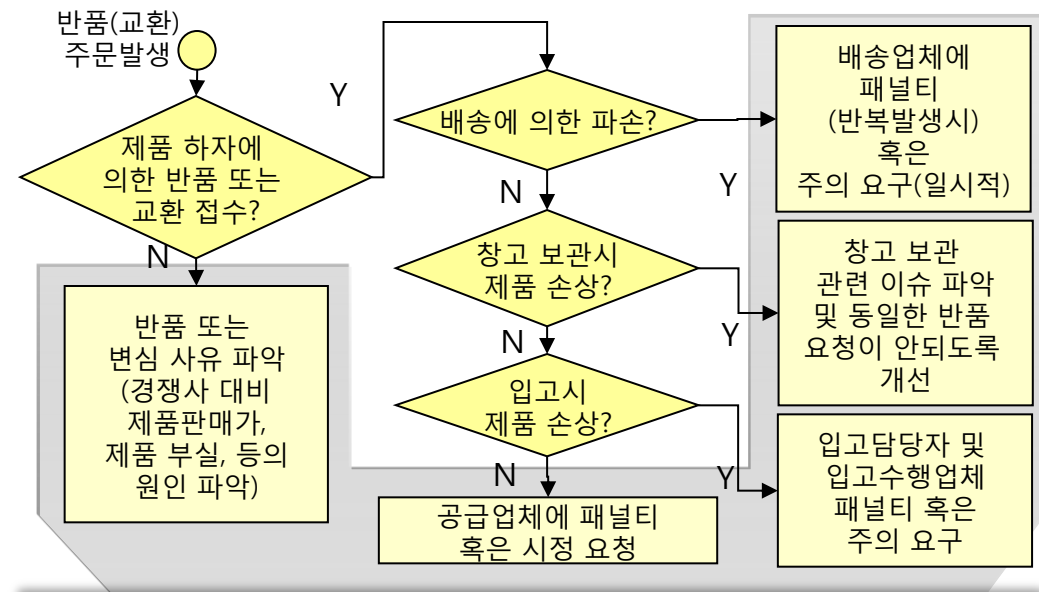 반품(교환)
주문발생
제품 하자에
의한 반품 또는
교환 접수?
Y
N
반품 또는
변심 사유 파악
(경쟁사 대비
제품판매가,
제품 부실, 등의
원인 파악)
배송에 의한 파손?
Y
N
배송업체에
패널티
(반복발생시)
혹은
주의 요구(일시적)
창고 보관시
제품 손상?
Y
N
창고 보관
관련 이슈 파악
및 동일한 반품
요청이 안되도록
개선
입고시
제품 손상?
Y
N
입고담당자 및
입고수행업체
패널티 혹은
주의 요구
공급업체에 패널티
혹은 시정 요청